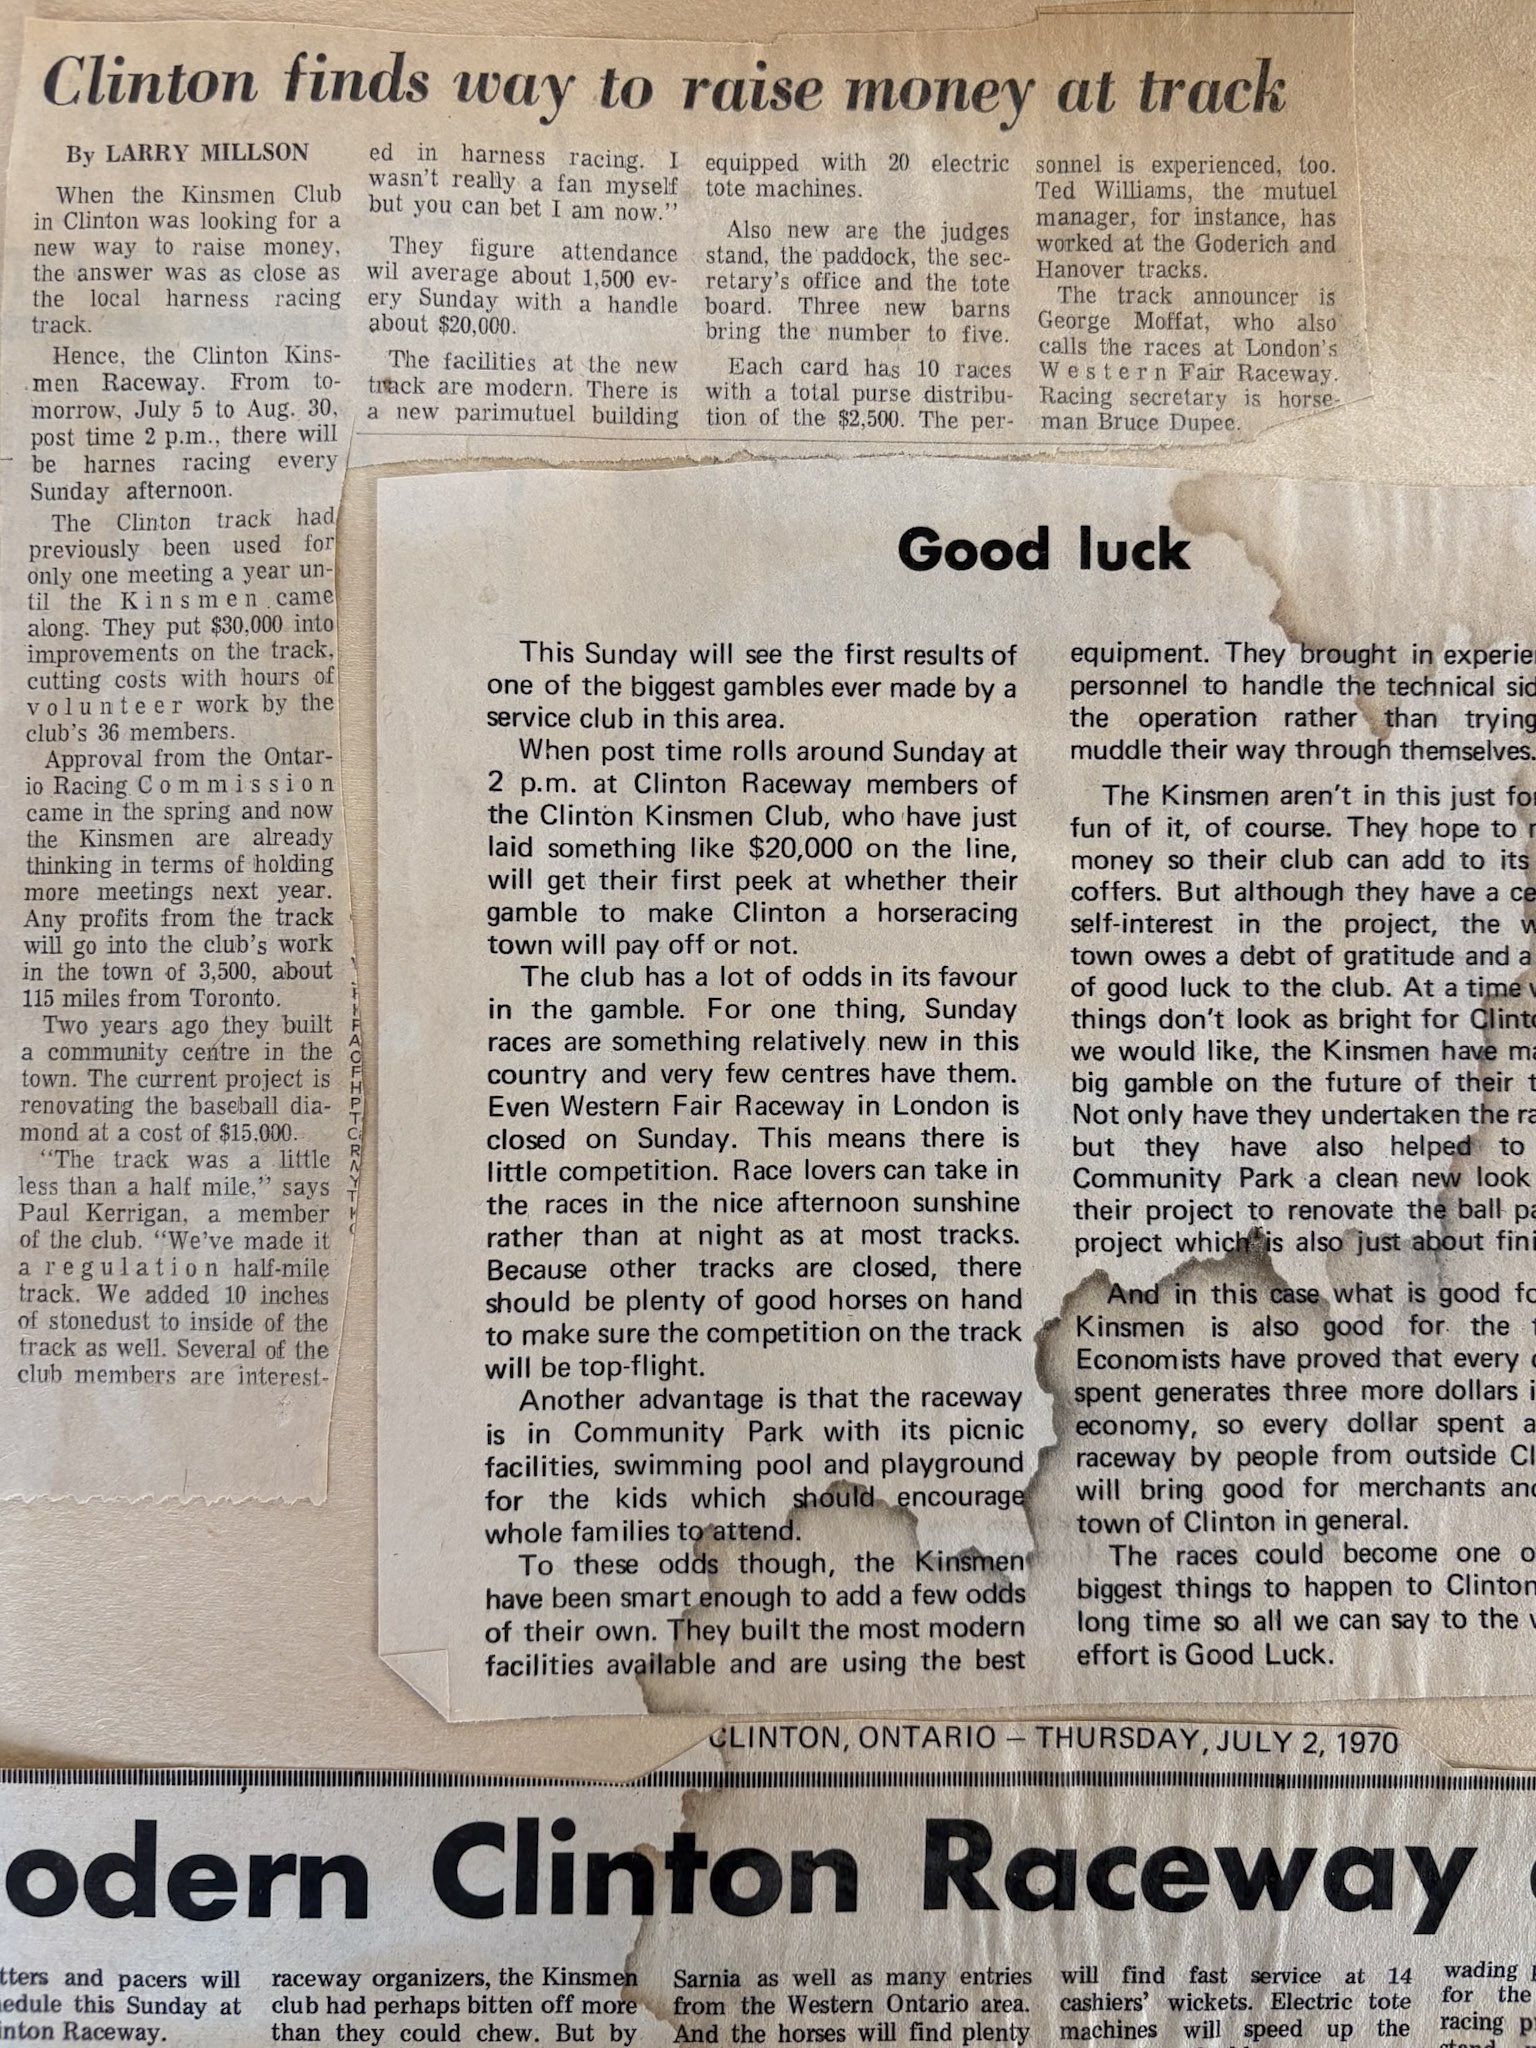 Clinton finds way to raise money at track
By LARRY MILLSON
When the Kinsmen Club
in Clinton was looking for a
new way to raise money,
the answer was as close as
the local harness racing
track.
Hence, the Clinton Kins-
men Raceway. From to-
morrow, July 5 to Aug. 30,
post time 2 p.m., there will
be harnes racing every
Sunday afternoon.
The Clinton track had
previously been used for
only one meeting a year un-
til the Kinsmen came
along. They put $30,000 into
improvements on the track,
cutting costs with hours of
volunteer work by the
club's 36 members.
Approval from the Ontar-
io Racing Commission
came in the spring and now
the Kinsmen are already
thinking in terms of holding
more meetings next year.
Any profits from the track
will go into the club's work
in the town of 3,500, about
115 miles from Toronto.
Two years ago they built
a community centre in the
town. The current project is
renovating the baseball dia-
mond at a cost of $15,000.
"The track was a little
less than a half mile," says
Paul Kerrigan, a member
of the club. "We've made it
a regulation half-mile
track. We added 10 inches
of stonedust to inside of the
track as well. Several of the
club members are interest-
ed in harness racing. I
wasn't really a fan myself
but you can bet I am now."
They figure attendance
wil average about 1,500 ev-
ery Sunday with a handle
about $20,000.
The facilities at the new
track are modern. There is
a new parimutuel building
equipped with 20 electric
tote machines.
Also new are the judges
stand, the paddock, the sec-
retary's office and the tote
board. Three new barns
bring the number to five.
Each card has 10 races
with a total purse distribu-
tion of the $2,500. The per-
sonnel is experienced, too.
Ted Williams, the mutuel
manager, for instance, has
worked at the Goderich and
Hanover tracks.
The track announcer is
George Moffat, who also
calls the races at London's
Western Fair Raceway.
Racing secretary is horse-
man Bruce Dupee.
Good luck
This Sunday will see the first results of
one of the biggest gambles ever made by a
service club in this area.
When post time rolls around Sunday at
2 p.m. at Clinton Raceway members of
the Clinton Kinsmen Club, who have just
laid something like $20,000 on the line,
will get their first peek at whether their
gamble to make Clinton a horseracing
town will pay off or not.
The club has a lot of odds in its favour
in the gamble. For one thing, Sunday
races are something relatively new in this
country and very few centres have them.
Even Western Fair Raceway in London is
closed on Sunday. This means there is
little competition. Race lovers can take in
the races in the nice afternoon sunshine
rather than at night as at most tracks.
Because other tracks are closed, there
should be plenty of good horses on hand
to make sure the competition on the track
will be top-flight.
Another advantage is that the raceway
is in Community Park with its picnic
facilities, swimming pool and playground
for the kids which should encourage
whole families to attend.
To these odds though, the Kinsmen
have been smart enough to add a few odds
of their own. They built the most modern
facilities available and are using the best
equipment. They brought in experie
personnel to handle the technical sid
the operation rather than trying
muddle their way through themselves.
The Kinsmen aren't in this just fo
fun of it, of course. They hope to
money so their club can add to its
coffers. But although they have a ce
self-interest in the project, the w
town owes a debt of gratitude and a
of good luck to the club. At a time
things don't look as bright for Clint
we would like, the Kinsmen have ma
big gamble on the future of their t
Not only have they undertaken the ra
but they have also helped to
Community Park a clean new look
their project to renovate the ball pa
project which is also just about fini
And in this case what is good fo
Kinsmen is also good for the
Economists have proved that every
spent generates three more dollars i
economy, so every dollar spent a
raceway by people from outside Cl
will bring good for merchants and
town of Clinton in general.
The races could become one o
biggest things to happen to Clinton
long time so all we can say to the
effort is Good Luck.
CLINTON, ONTARIO — THURSDAY, JULY 2, 1970
odern Clinton Raceway
tters and pacers will
edule this Sunday at
inton Raceway.
raceway organizers, the Kinsmen
club had perhaps bitten off more
than they could chew. But by
Sarnia as well as many entries
from the Western Ontario area.
And the horses will find plenty
will find fast service at 14
cashiers' wickets. Electric tote
machines will speed up the
wading
for the
racing